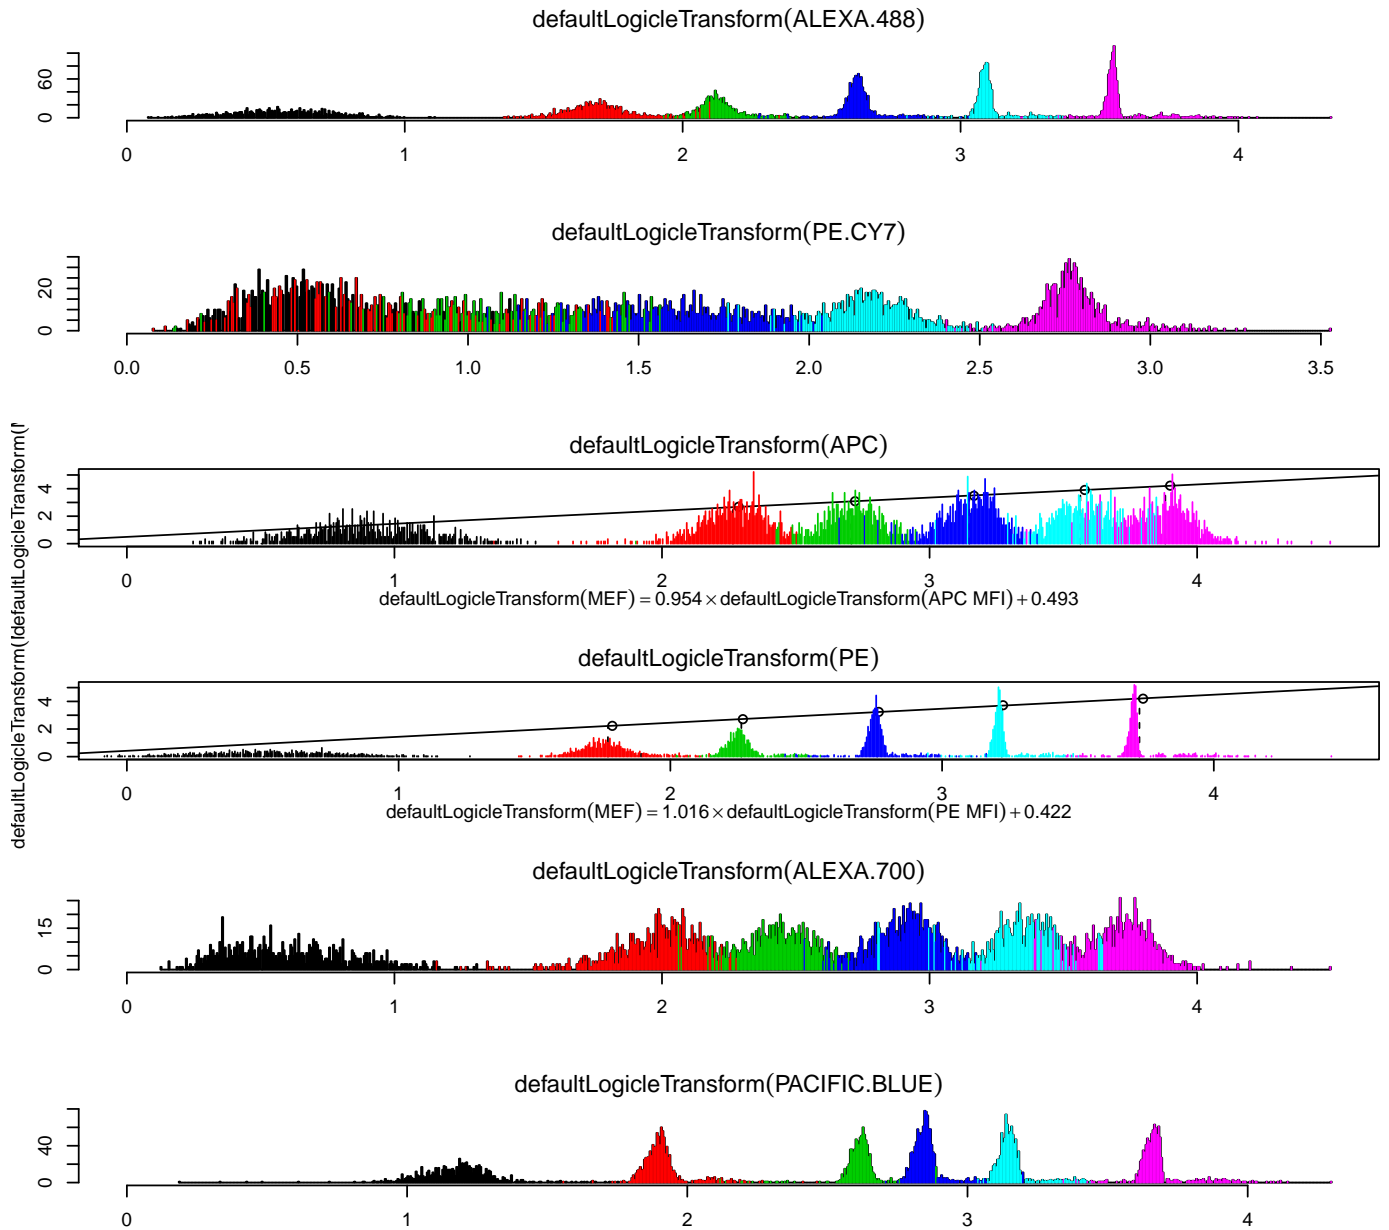 defaultLogicleTransform(ALEXA.488)
60
0
0 1 2 3 4
defaultLogicleTransform(PE.CY7)
20
0
0.0 0.5 1.0 1.5 2.0 2.5 3.0 3.5
defaultLogicleTransform(APC)
4
2
0
0 1 2 3 4
defaultLogicleTransform(MEF) = 0.954 × defaultLogicleTransform(APC MFI) + 0.493
defaultLogicleTransform(PE)
4
2
0
0 1 2 3 4
defaultLogicleTransform(MEF) = 1.016 × defaultLogicleTransform(PE MFI) + 0.422
defaultLogicleTransform(ALEXA.700)
15
0
0 1 2 3 4
defaultLogicleTransform(PACIFIC.BLUE)
40
0
0 1 2 3 4